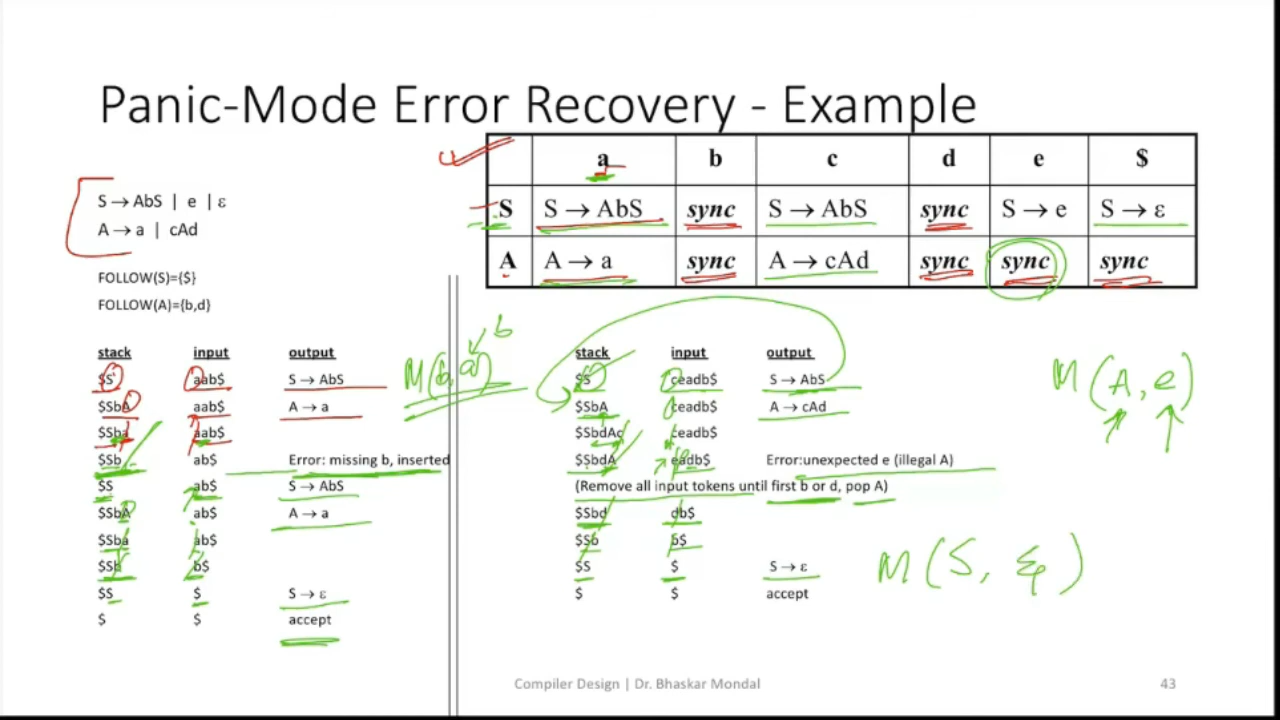 Panic-Mode Error Recovery - Example
a b c d e $
S S → AbS sync S → AbS sync S → e S → ε
A A → a sync A → cAd sync sync sync
S → AbS | e | ε
A → a | cAd
FOLLOW(S)={$}
FOLLOW(A)={b,d}
stack input output
$S aab$ S → AbS
$SbA aab$ A → a
$Sba aab$
$Sb ab$ Error: missing b, inserted
$S ab$ S → AbS
$SbA ab$ A → a
$Sba ab$
$Sb b$
$S $ S → ε
$ $ accept
M(b, a) b
stack input output
$S ceadb$ S → AbS
$SbA ceadb$ A → cAd
$SbdAc ceadb$
$SbdA eadb$ Error:unexpected e (illegal A)
(Remove all input tokens until first b or d, pop A)
$Sbd db$
$Sb b$
$S $ S → ε
$ $ accept
M(A, e)
M(S,
Compiler Design | Dr. Bhaskar Mondal
43